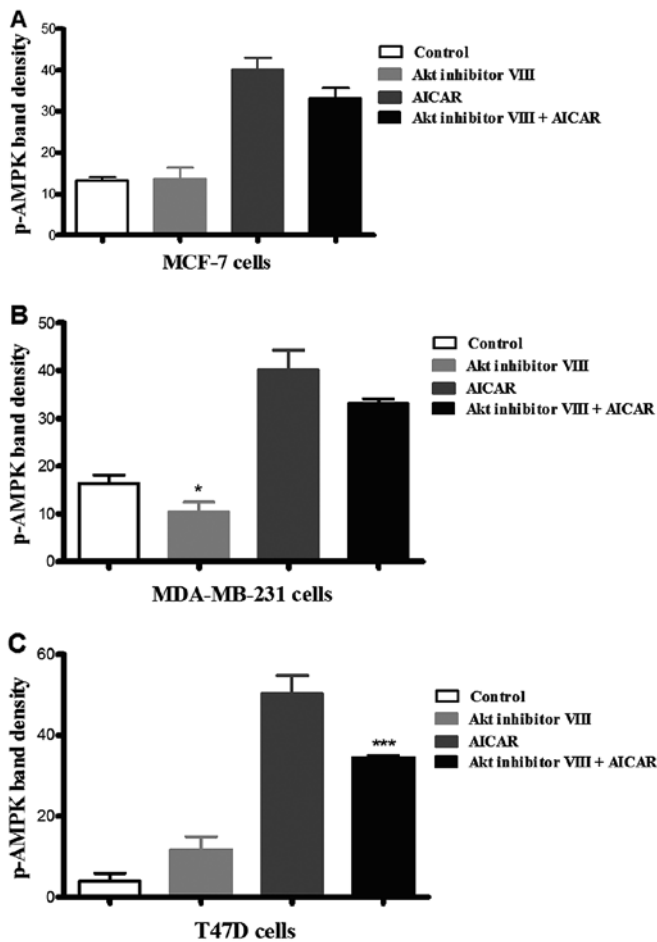 A
p-AMPK band density
50
40
30
20
10
0
Control
Akt inhibitor VIII
AICAR
Akt inhibitor VIII + AICAR
MCF-7 cells
B
p-AMPK band density
50
40
30
20
10
0
*
Control
Akt inhibitor VIII
AICAR
Akt inhibitor VIII + AICAR
MDA-MB-231 cells
C
p-AMPK band density
60
40
20
0
***
Control
Akt inhibitor VIII
AICAR
Akt inhibitor VIII + AICAR
T47D cells